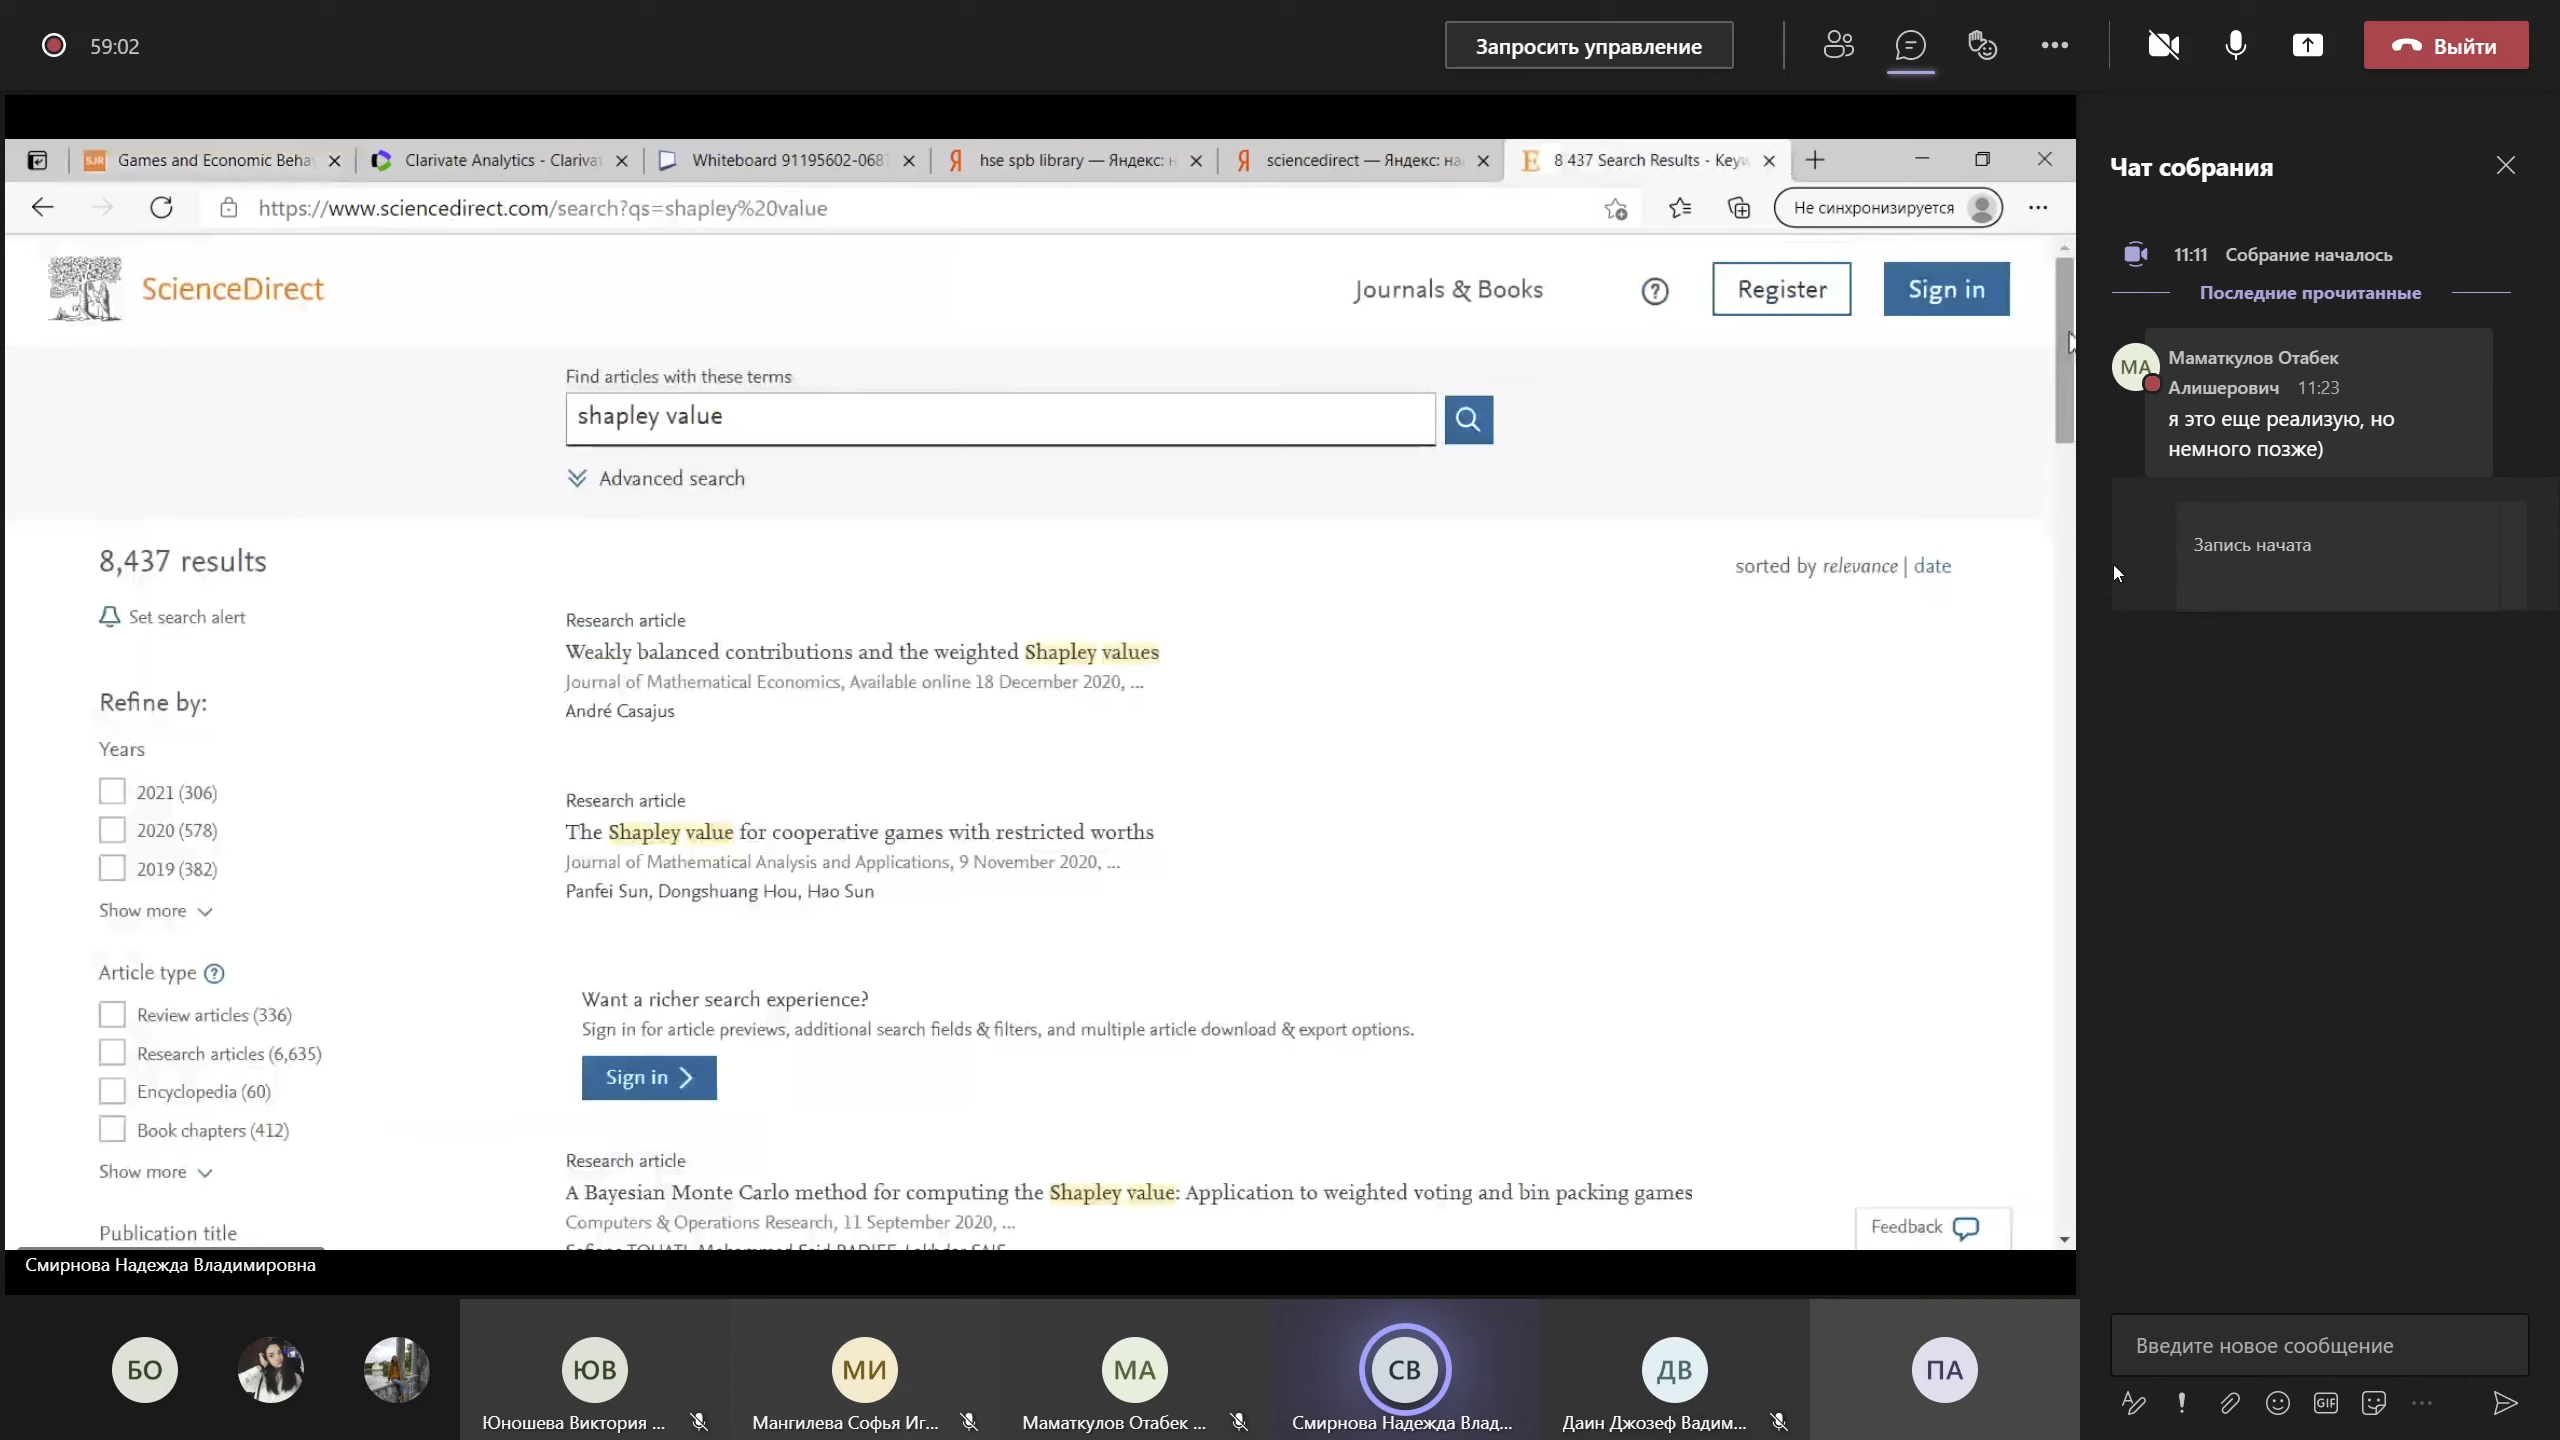 59:02
Запросить управление
Выйти
Games and Economic Beha
Clarivate Analytics - Clariva
Whiteboard 91195602-068
hse spb library — Яндекс: н
sciencedirect — Яндекс: на
8 437 Search Results - Keyw
https://www.sciencedirect.com/search?qs=shapley%20value
Не синхронизируется
ScienceDirect
Journals & Books
Register
Sign in
Find articles with these terms
shapley value
Advanced search
8,437 results
sorted by relevance | date
Set search alert
Refine by:
Years
2021 (306)
2020 (578)
2019 (382)
Show more
Article type
Review articles (336)
Research articles (6,635)
Encyclopedia (60)
Book chapters (412)
Show more
Publication title
Research article
Weakly balanced contributions and the weighted Shapley values
Journal of Mathematical Economics, Available online 18 December 2020, ...
André Casajus
Research article
The Shapley value for cooperative games with restricted worths
Journal of Mathematical Analysis and Applications, 9 November 2020, ...
Panfei Sun, Dongshuang Hou, Hao Sun
Want a richer search experience?
Sign in for article previews, additional search fields & filters, and multiple article download & export options.
Sign in
Research article
A Bayesian Monte Carlo method for computing the Shapley value: Application to weighted voting and bin packing games
Computers & Operations Research, 11 September 2020, ...
Feedback
Смирнова Надежда Владимировна
БО
ЮВ
Юношева Виктория ...
МИ
Мангилева Софья Иг...
МА
Маматкулов Отабек ...
СВ
Смирнова Надежда Влад...
ДВ
Даин Джозеф Вадим...
ПА
Чат собрания
11:11 Собрание началось
Последние прочитанные
МА
Маматкулов Отабек
Алишерович 11:23
я это еще реализую, но
немного позже)
Запись начата
Введите новое сообщение
GIF